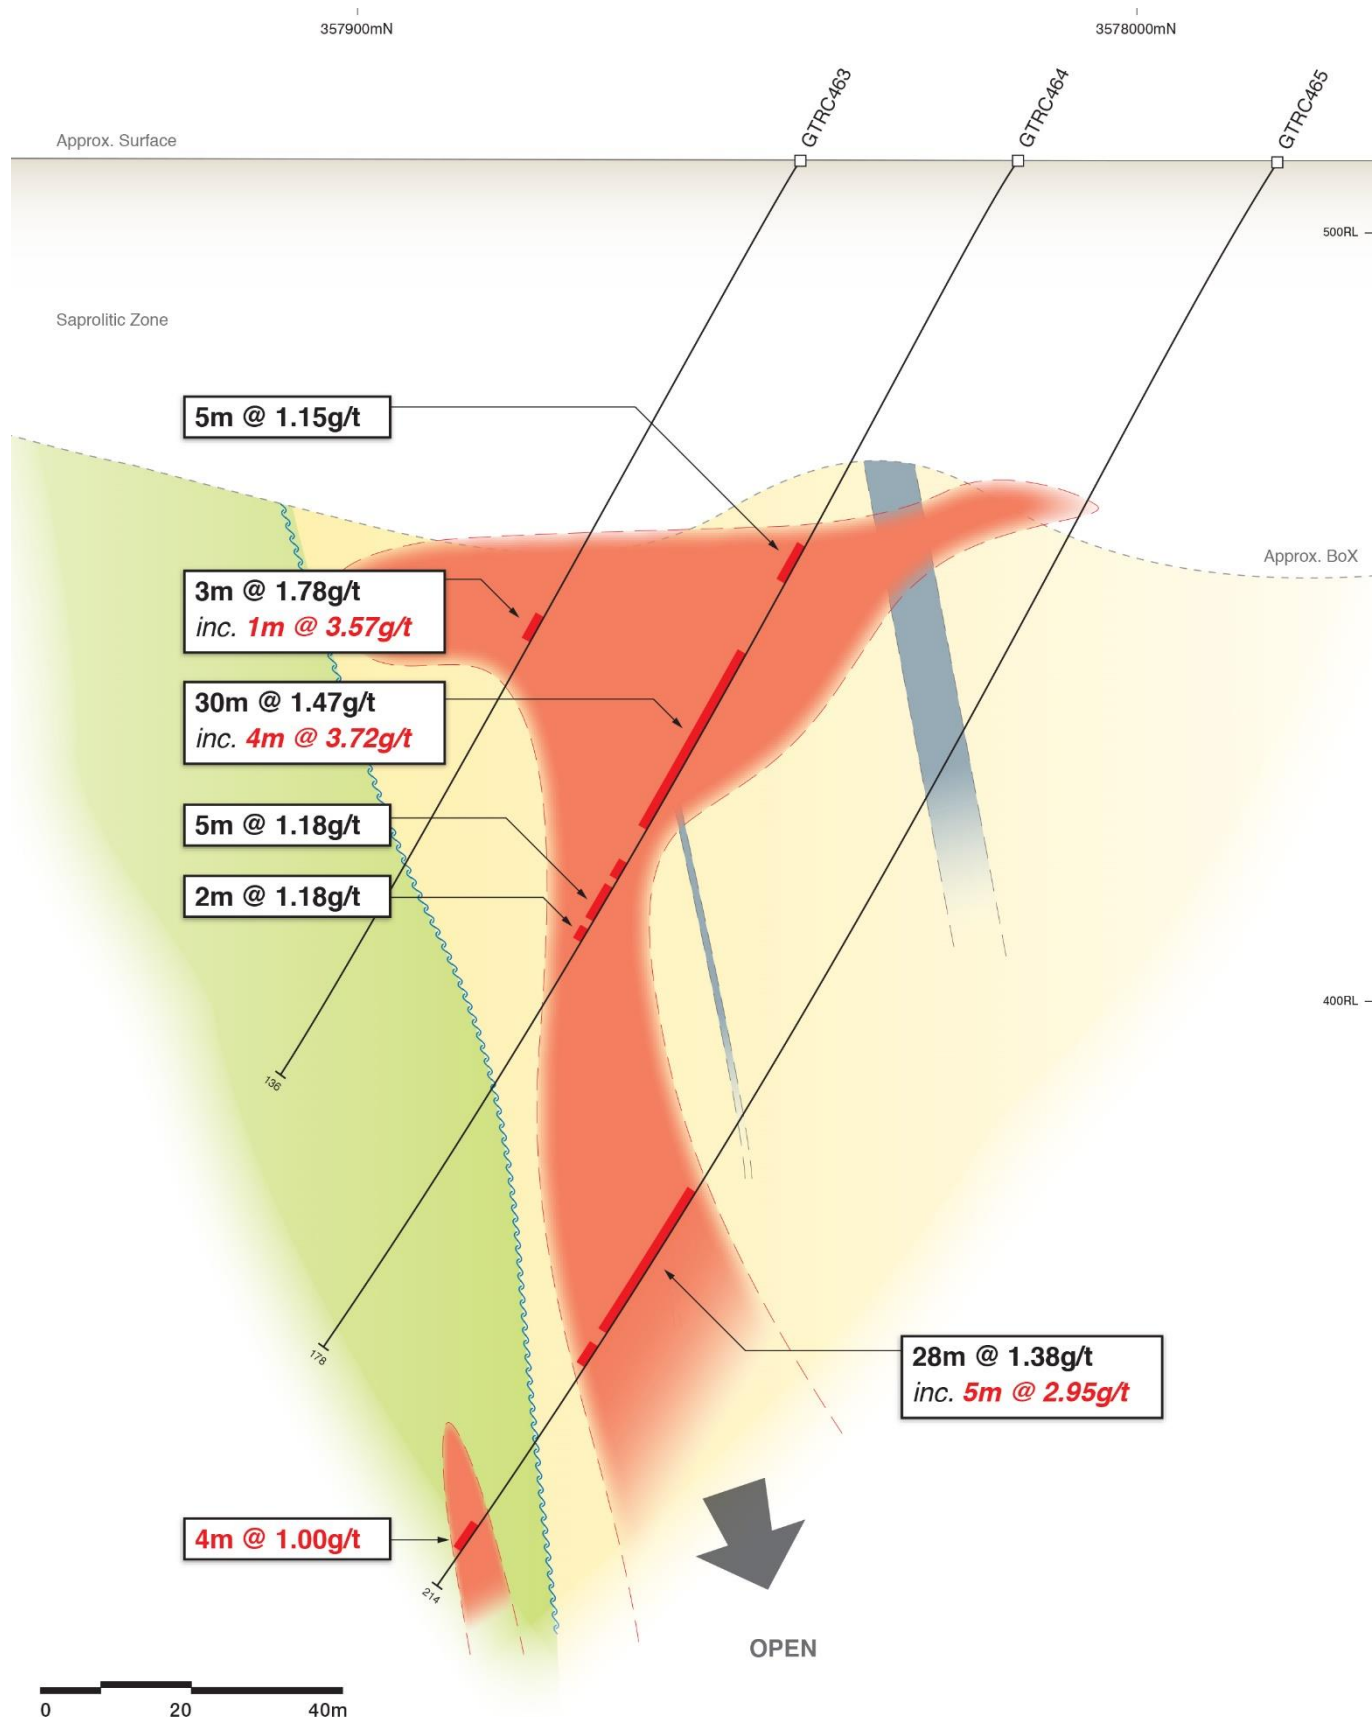 357900mN
3578000mN
GTRC463
GTRC464
GTRC465
Approx. Surface
500RL
Saprolitic Zone
5m @ 1.15g/t
Approx. BoX
3m @ 1.78g/t
inc. 1m @ 3.57g/t
30m @ 1.47g/t
inc. 4m @ 3.72g/t
5m @ 1.18g/t
2m @ 1.18g/t
400RL
136
178
28m @ 1.38g/t
inc. 5m @ 2.95g/t
4m @ 1.00g/t
214
OPEN
0 20 40m